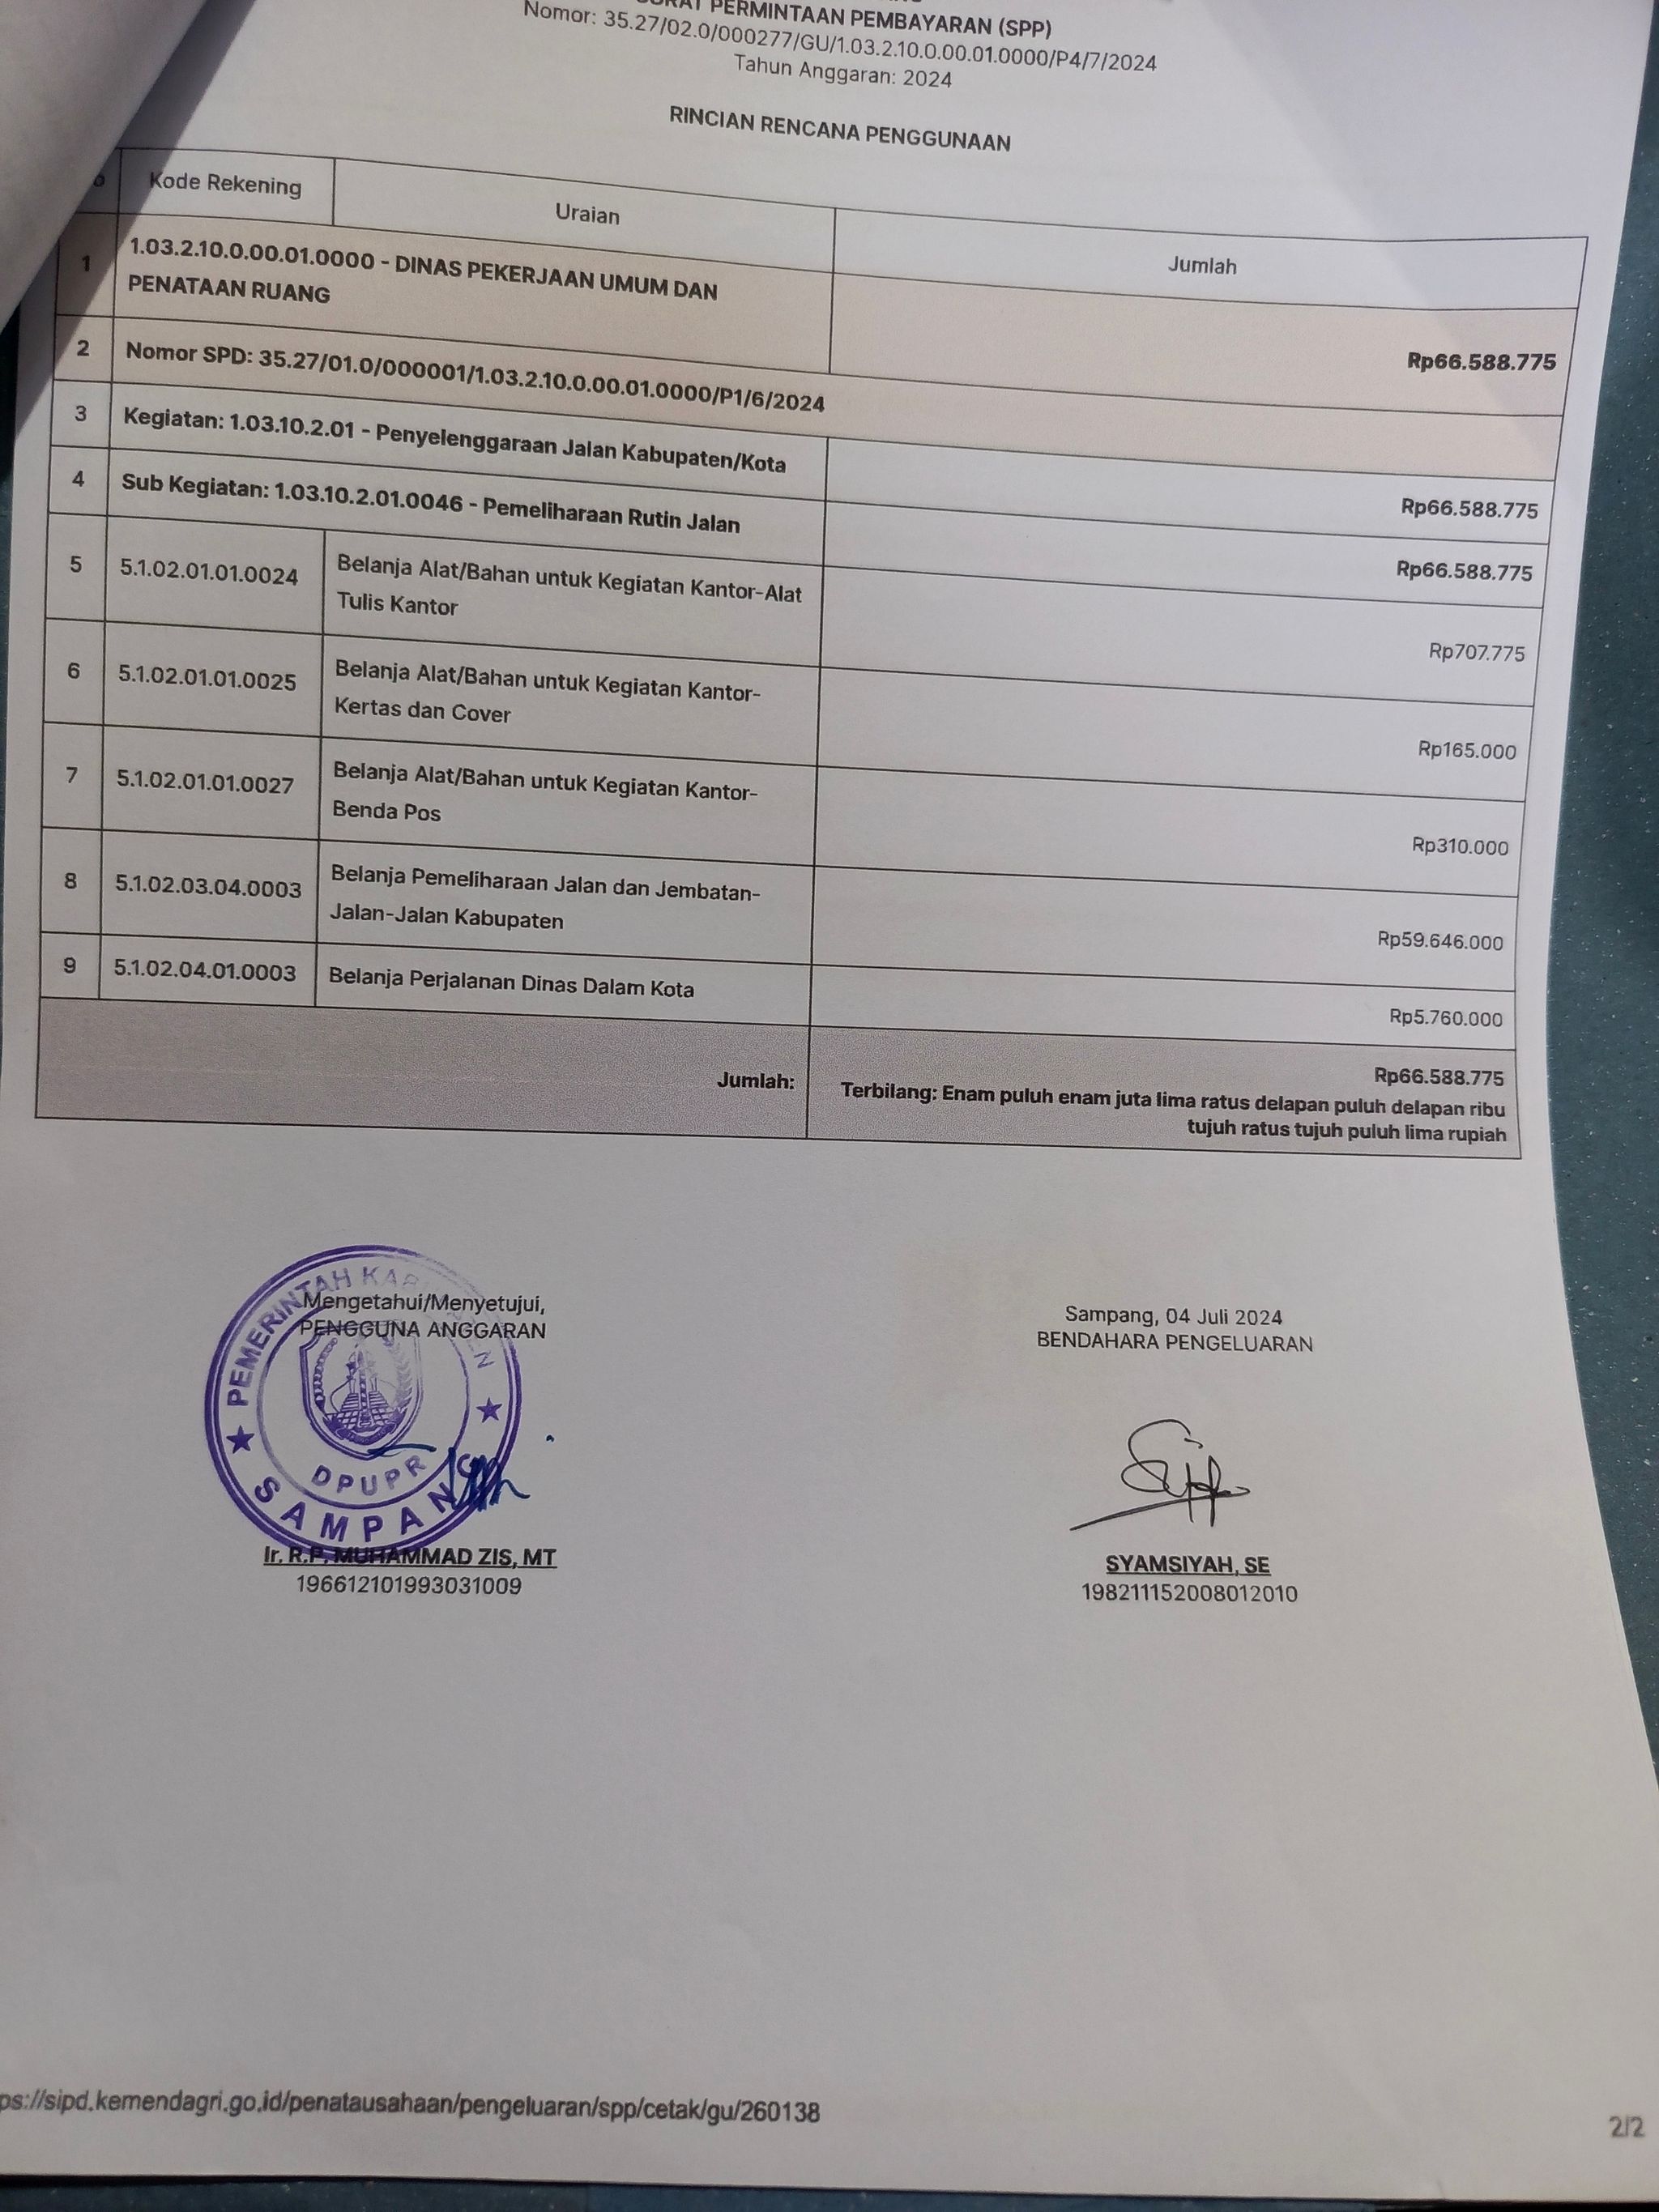 PERMINTAAN PEMBAYARAN (SPP)
Nomor: 35.27/02.0/000277/GU/1.03.2.10.0.00.01.0000/P4/7/2024
Tahun Anggaran: 2024
RINCIAN RENCANA PENGGUNAAN
Kode Rekening Uraian Jumlah
1 1.03.2.10.0.00.01.0000 - DINAS PEKERJAAN UMUM DAN
PENATAAN RUANG Rp66.588.775
2 Nomor SPD: 35.27/01.0/000001/1.03.2.10.0.00.01.0000/P1/6/2024
3 Kegiatan: 1.03.10.2.01 - Penyelenggaraan Jalan Kabupaten/Kota Rp66.588.775
4 Sub Kegiatan: 1.03.10.2.01.0046 - Pemeliharaan Rutin Jalan Rp66.588.775
5 5.1.02.01.01.0024 Belanja Alat/Bahan untuk Kegiatan Kantor-Alat
Tulis Kantor Rp707.775
6 5.1.02.01.01.0025 Belanja Alat/Bahan untuk Kegiatan Kantor-
Kertas dan Cover Rp165.000
7 5.1.02.01.01.0027 Belanja Alat/Bahan untuk Kegiatan Kantor-
Benda Pos Rp310.000
8 5.1.02.03.04.0003 Belanja Pemeliharaan Jalan dan Jembatan-
Jalan-Jalan Kabupaten Rp59.646.000
9 5.1.02.04.01.0003 Belanja Perjalanan Dinas Dalam Kota Rp5.760.000
Jumlah: Rp66.588.775
Terbilang: Enam puluh enam juta lima ratus delapan puluh delapan ribu
tujuh ratus tujuh puluh lima rupiah
Mengetahui/Menyetujui,
PENGGUNA ANGGARAN
PEMERINTAH
DPUPR
SAMPANG
Ir. R.P. MUHAMMAD ZIS, MT
196612101993031009
Sampang, 04 Juli 2024
BENDAHARA PENGELUARAN
SYAMSIYAH, SE
198211152008012010
ps://sipd.kemendagri.go.id/penatausahaan/pengeluaran/spp/cetak/gu/260138
2/2